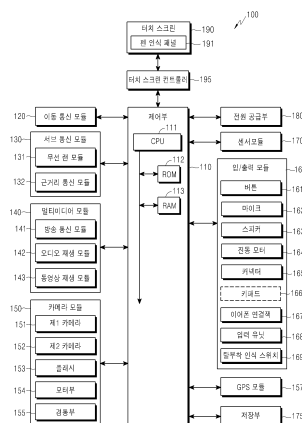 100
터치 스크린
190
펜 인식 패널
191
터치 스크린 컨트롤러
195
120
이동 통신 모듈
130
서브 통신 모듈
131
무선 랜 모듈
132
근거리 통신 모듈
140
멀티미디어 모듈
141
방송 통신 모듈
142
오디오 재생 모듈
143
동영상 재생 모듈
150
카메라 모듈
151
제1 카메라
152
제2 카메라
153
플래시
154
모터부
155
경통부
제어부
111
CPU
110
112
ROM
113
RAM
전원 공급부
180
센서모듈
170
입/출력 모듈
버튼
161
마이크
스피커
진동 모터
164
커넥터
키패드
166
이어폰 연결잭
167
입력 유닛
168
탈부착 인식 스위치
169
GPS 모듈
157
저장부
175